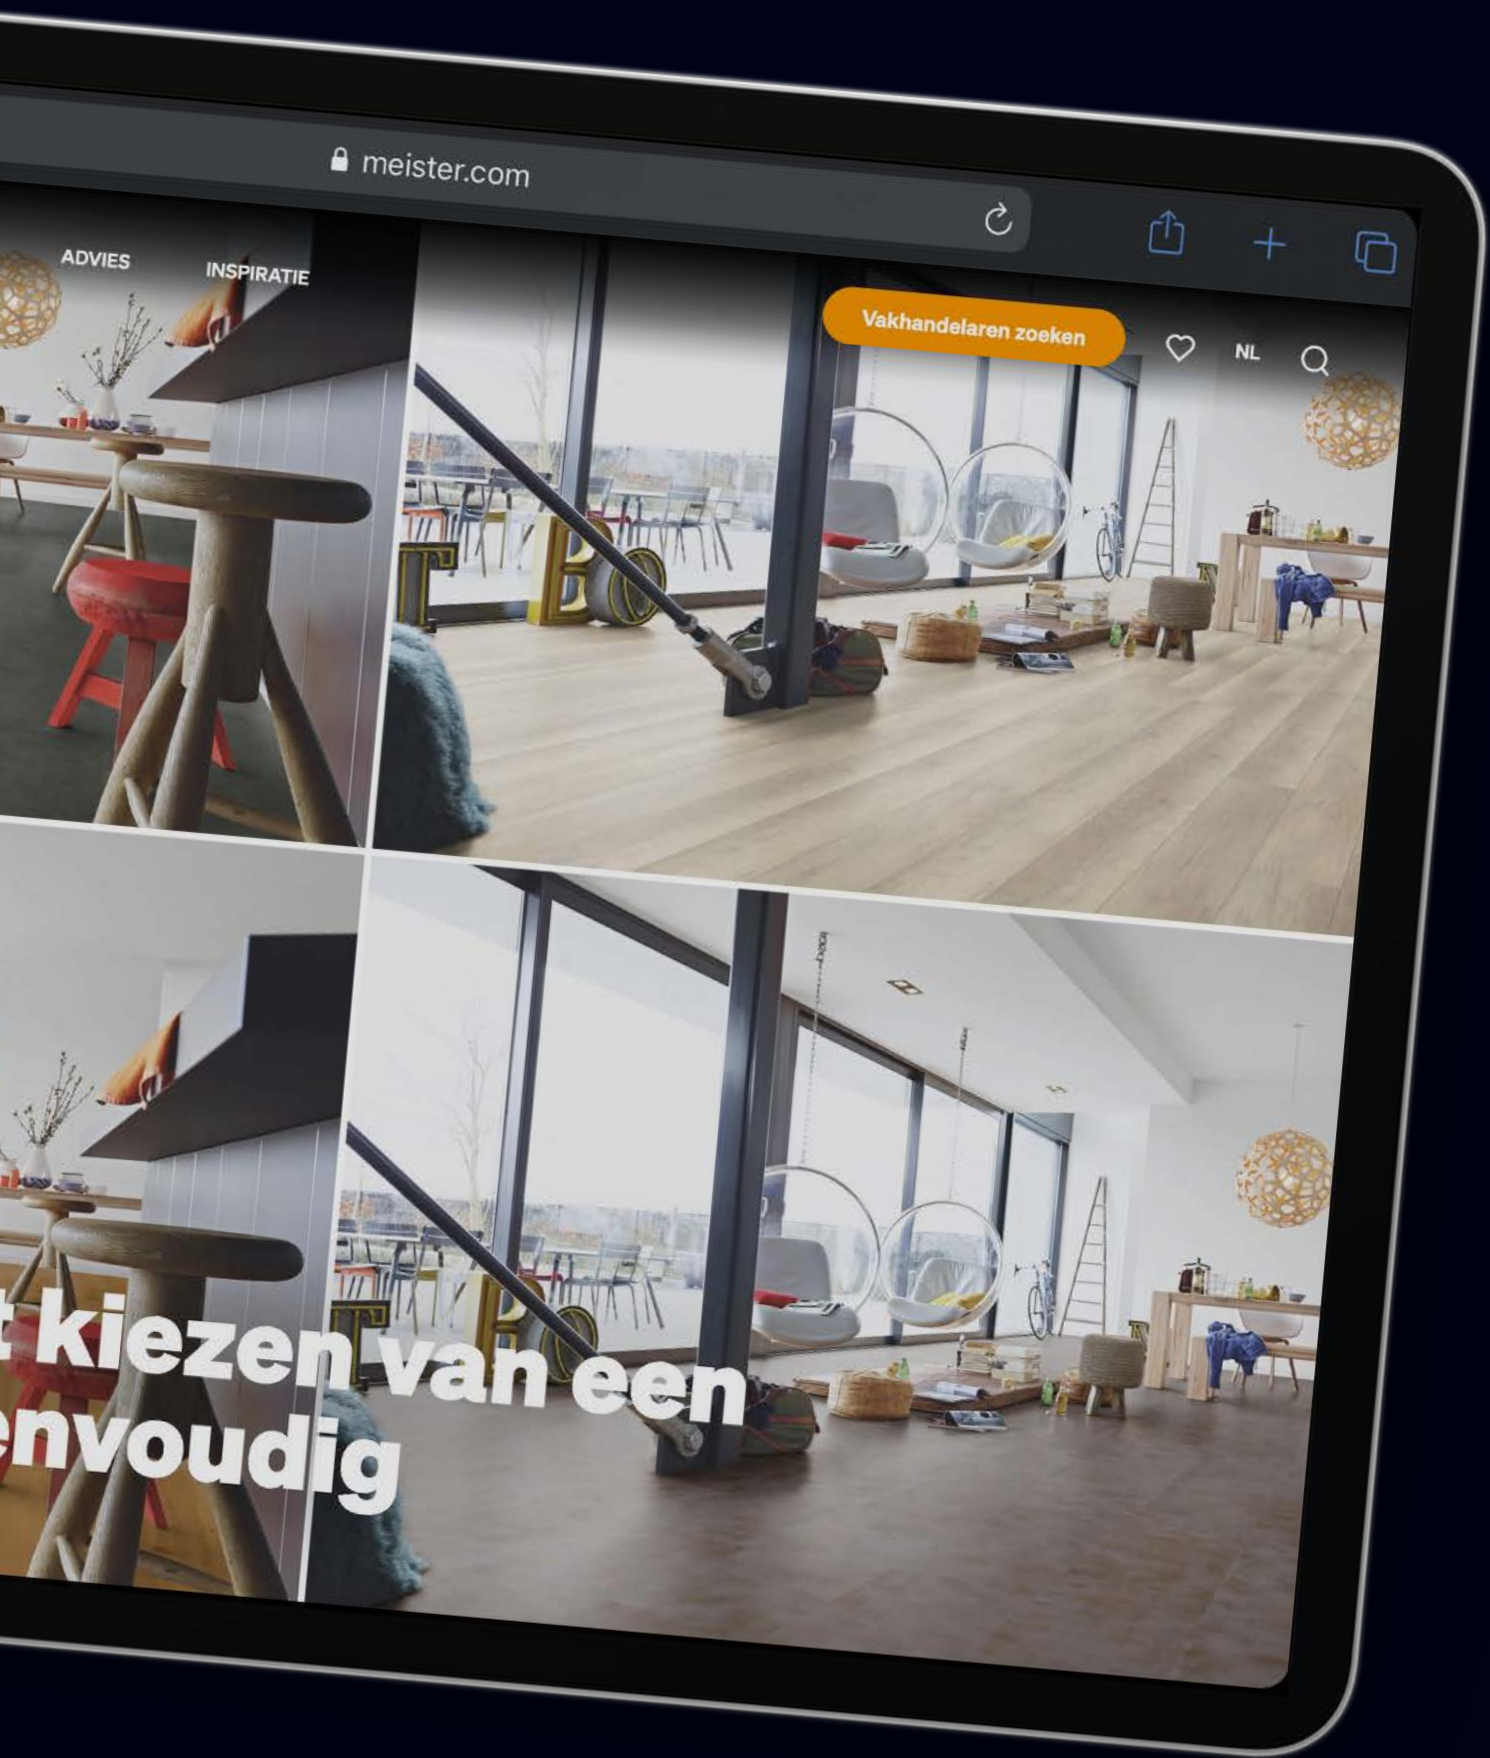 meister.com
ADVIES
INSPIRATIE
Vakhandelaren zoeken
NL
kiezen van een
envoudig